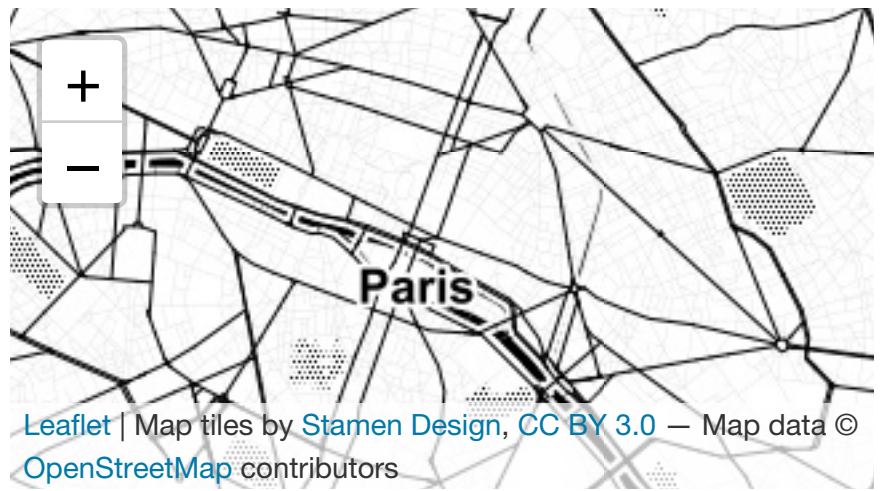 +
−
Paris
Leaflet | Map tiles by Stamen Design, CC BY 3.0 — Map data ©
OpenStreetMap contributors